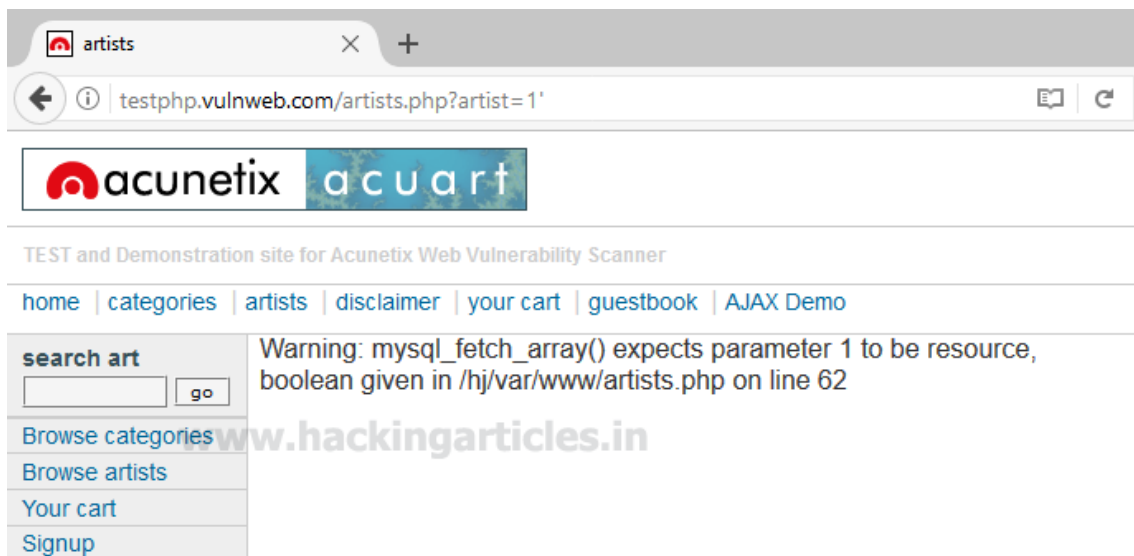 artists
testphp.vulnweb.com/artists.php?artist=1'
acunetix acuart
TEST and Demonstration site for Acunetix Web Vulnerability Scanner
home | categories | artists | disclaimer | your cart | guestbook | AJAX Demo
search art
go
Browse categories
Browse artists
Your cart
Signup
Warning: mysql_fetch_array() expects parameter 1 to be resource,
boolean given in /hj/var/www/artists.php on line 62
www.hackingarticles.in